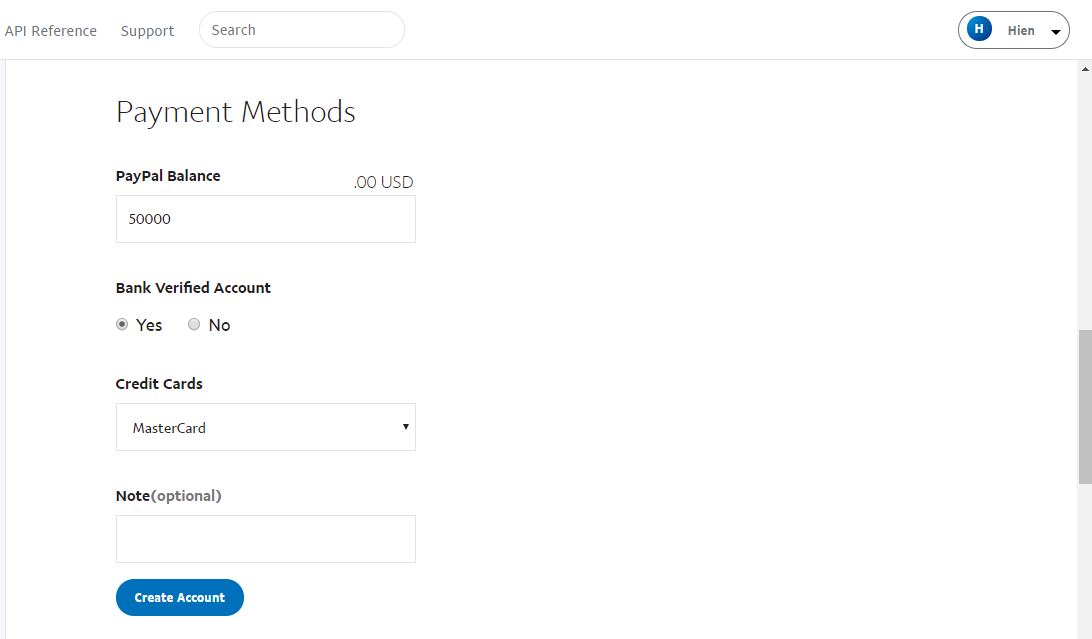 API Reference Support Search H Hien
Payment Methods
PayPal Balance .00 USD
50000
Bank Verified Account
Yes No
Credit Cards
MasterCard
Note(optional)
Create Account